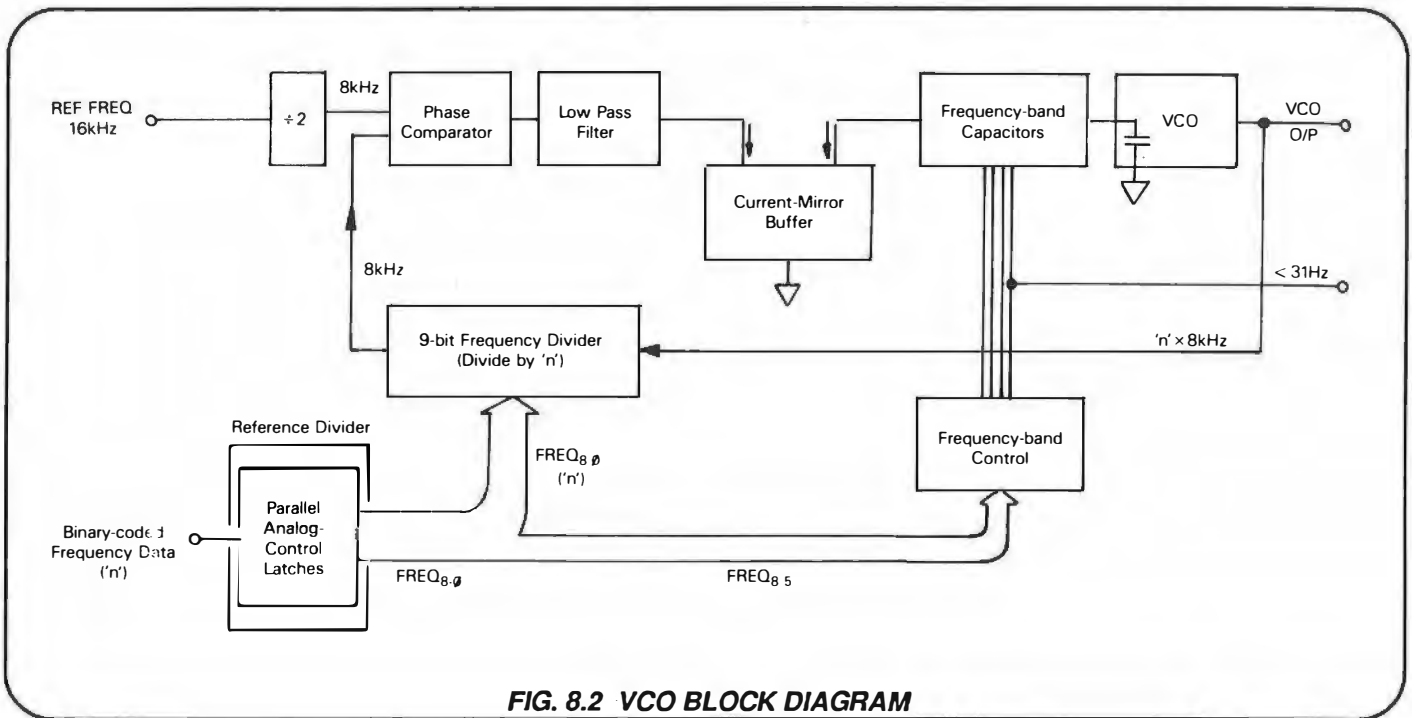 REF FREQ
16kHz
÷2
8kHz
Phase
Comparator
Low Pass
Filter
Current-Mirror
Buffer
Frequency-band
Capacitors
VCO
VCO
O/P
< 31Hz
8kHz
9-bit Frequency Divider
(Divide by 'n')
'n' × 8kHz
Reference Divider
Parallel
Analog-
Control
Latches
Binary-coded
Frequency Data
('n')
FREQ8 0
('n')
Frequency-band
Control
FREQ8-0
FREQ8 5
FIG. 8.2 VCO BLOCK DIAGRAM